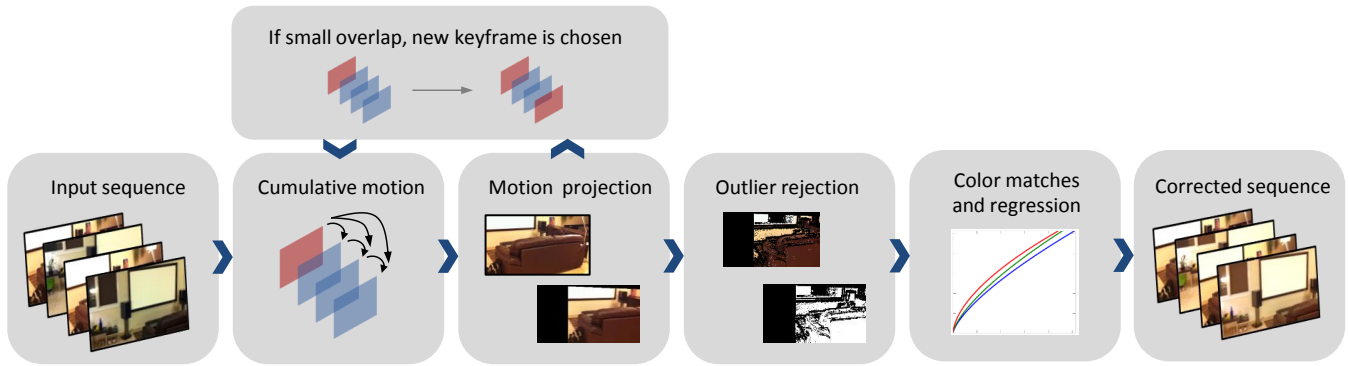 If small overlap, new keyframe is chosen
Input sequence
Cumulative motion
Motion projection
Outlier rejection
Color matches
and regression
Corrected sequence